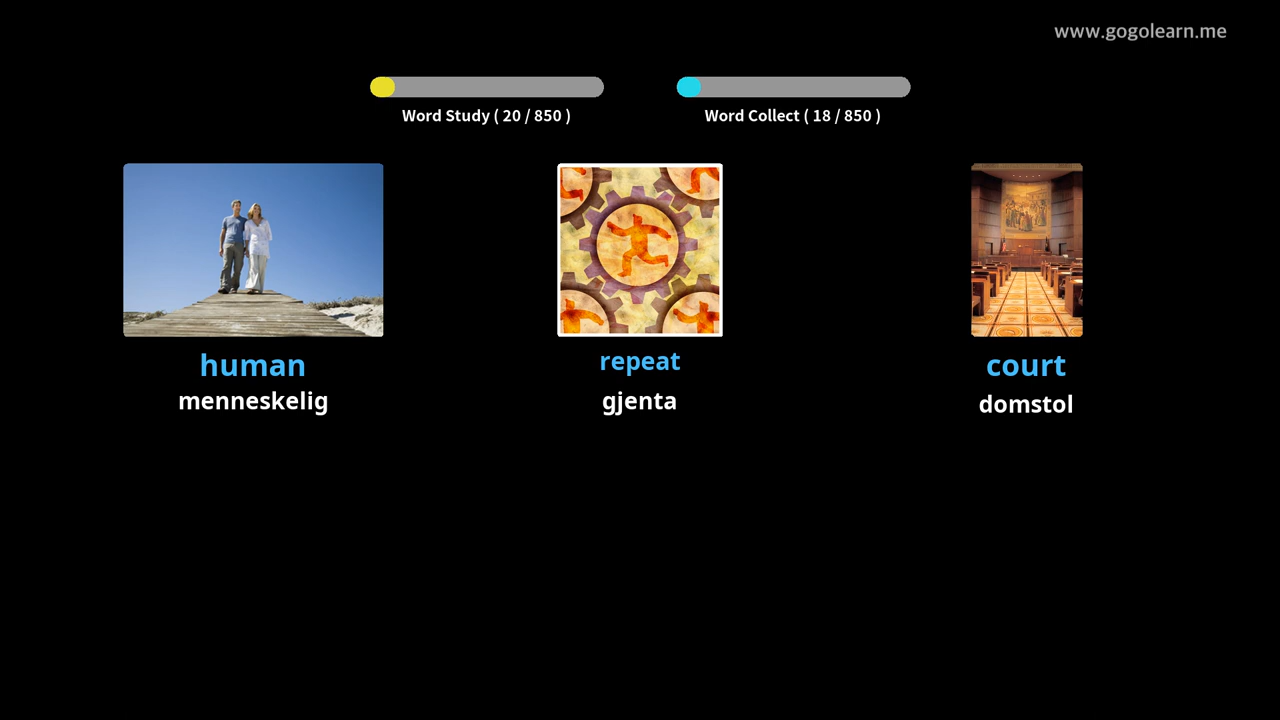 www.gogolearn.me
Word Study ( 20 / 850 )
Word Collect ( 18 / 850 )
human
menneskelig
repeat
gjenta
court
domstol